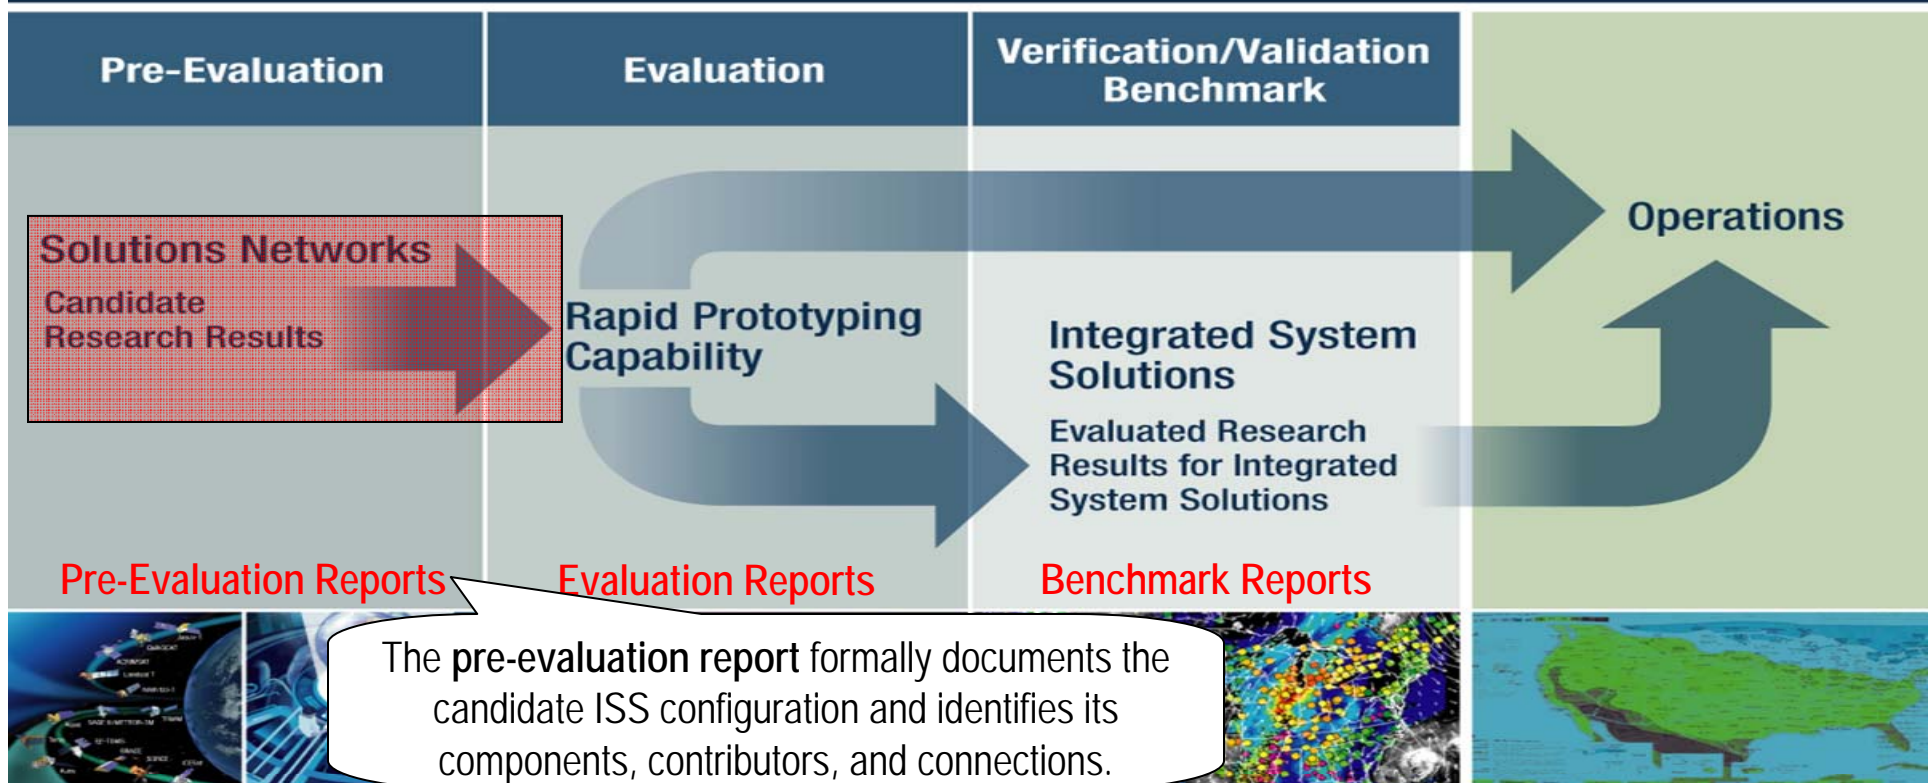 Pre-Evaluation
Evaluation
Verification/Validation
Benchmark
Solutions Networks
Candidate
Research Results
Rapid Prototyping
Capability
Integrated System
Solutions
Evaluated Research
Results for Integrated
System Solutions
Operations
Pre-Evaluation Reports
Evaluation Reports
Benchmark Reports
The pre-evaluation report formally documents the
candidate ISS configuration and identifies its
components, contributors, and connections.